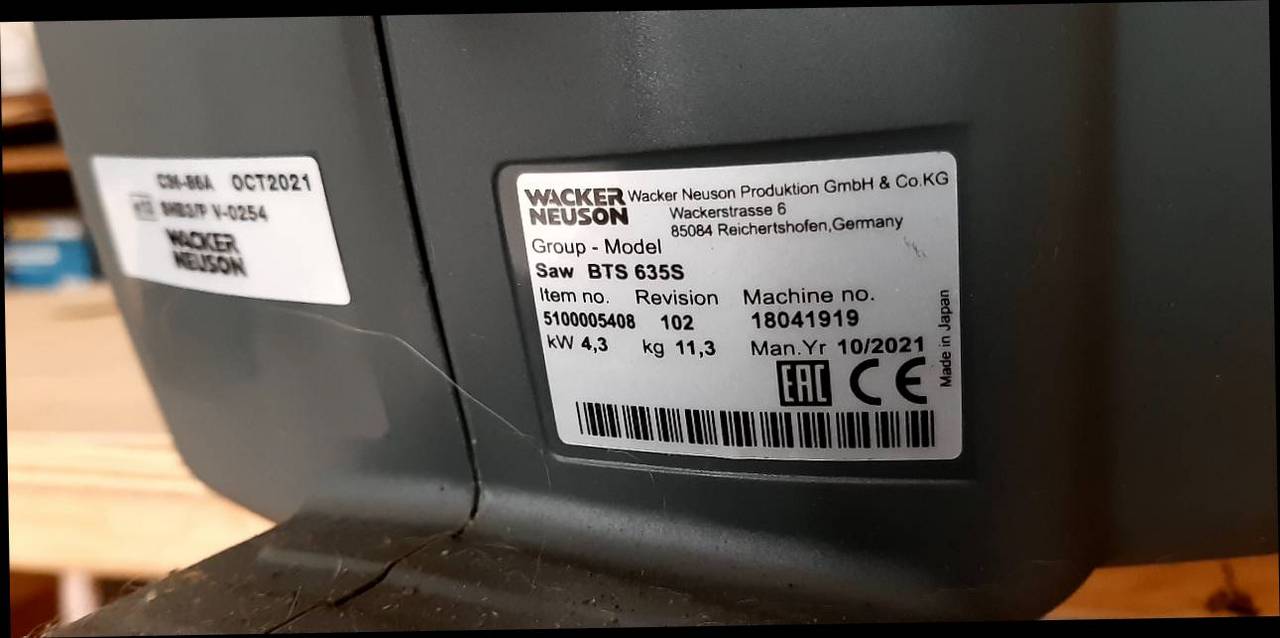 OCT2021
V-0254
WACKER
NEUSON
WACKER
NEUSON
Wacker Neuson Produktion GmbH & Co.KG
Wackerstrasse 6
85084 Reichertshofen,Germany
Group - Model
Saw BTS 635S
Item no. Revision Machine no.
5100005408 102 18041919
kW 4,3 kg 11,3 Man.Yr 10/2021
Made in Japan
EAC CE